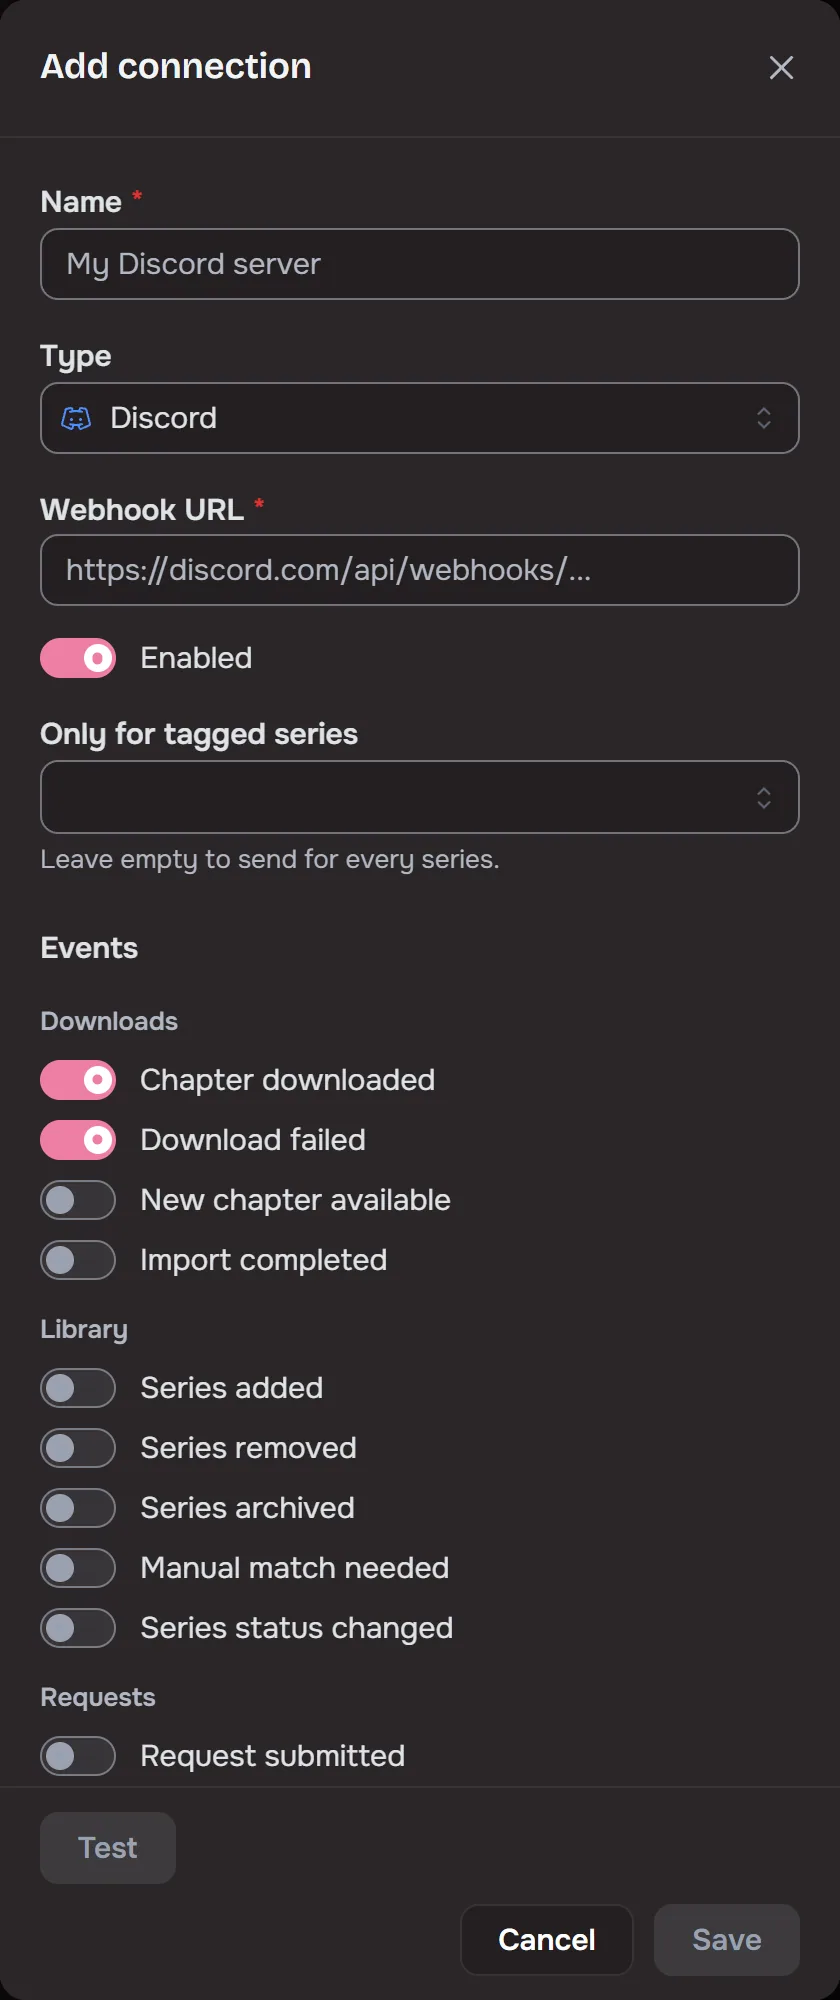 Add connection
Name *
My Discord server
Type
Discord
Webhook URL *
https://discord.com/api/webhooks/...
Enabled
Only for tagged series
Leave empty to send for every series.
Events
Downloads
Chapter downloaded
Download failed
New chapter available
Import completed
Library
Series added
Series removed
Series archived
Manual match needed
Series status changed
Requests
Request submitted
Test
Cancel
Save